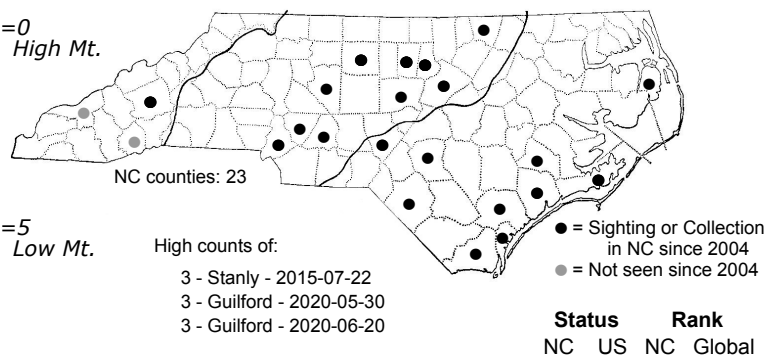 =0
High Mt.
NC counties: 23
=5
Low Mt.
High counts of:
3 - Stanly - 2015-07-22
3 - Guilford - 2020-05-30
3 - Guilford - 2020-06-20
● = Sighting or Collection
in NC since 2004
● = Not seen since 2004
Status Rank
NC US NC Global